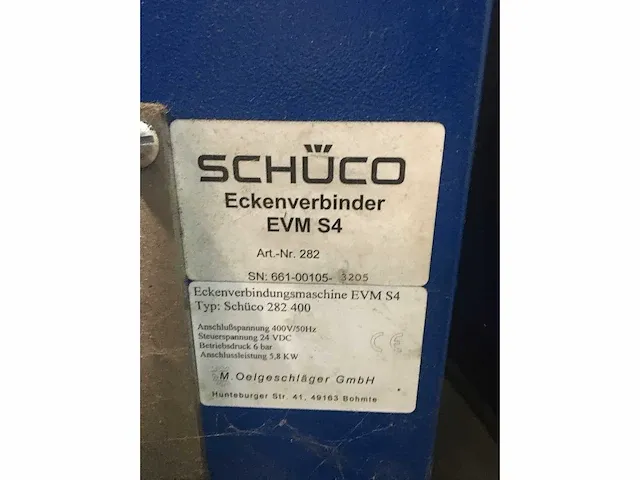 SCHÜCO
Eckenverbinder
EVM S4
Art.-Nr. 282
SN: 661-00105- 3205
Eckenverbindungsmaschine EVM S4
Typ: Schüco 282 400
Anschlußspannung 400V/50Hz
Steuerspannung 24 VDC
Betriebsdruck 6 bar
Anschlussleistung 5,8 KW
CE
M.Oelgeschläger GmbH
Hunteburger Str. 41, 49163 Bohmte